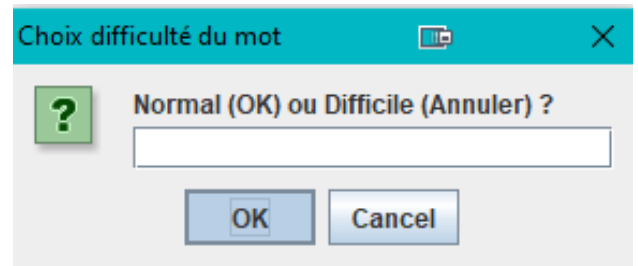 Choix difficulté du mot
Normal (OK) ou Difficile (Annuler) ?
OK Cancel